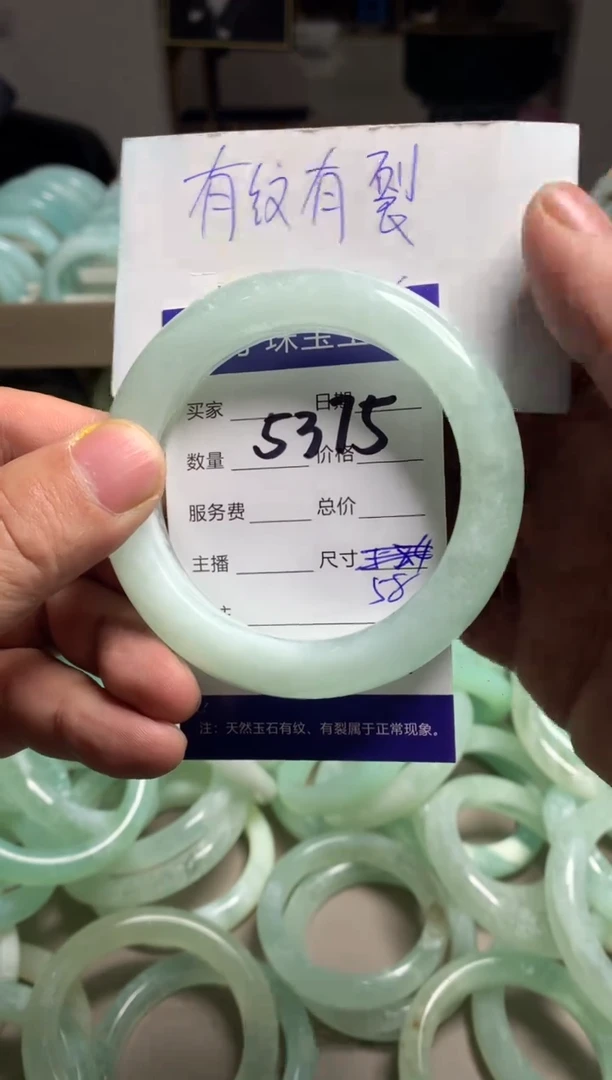 有纹有裂
珠宝
买家 日期
5375
数量 价格
服务费 总价
主播 尺寸
58
注：天然玉石有纹、有裂属于正常现象。